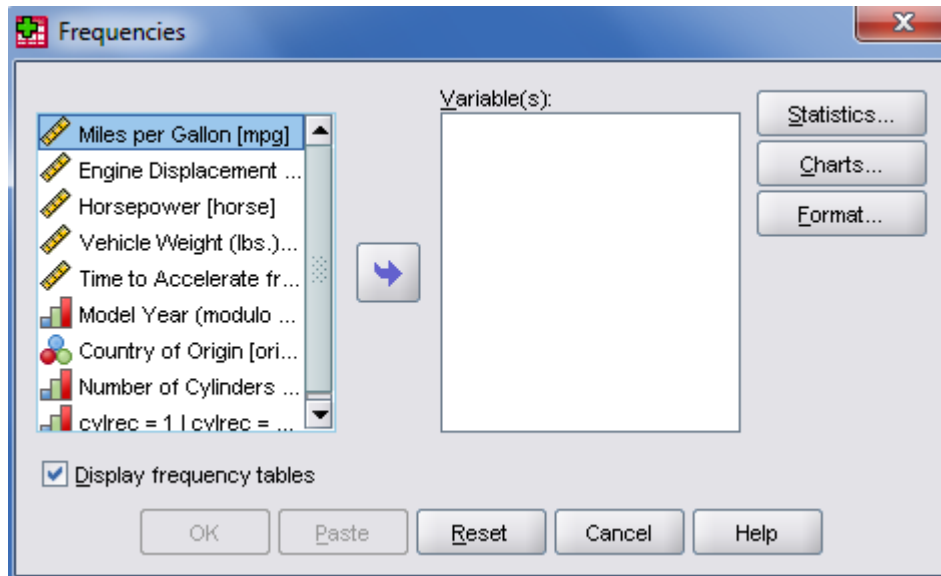 Frequencies
Variable(s):
Miles per Gallon [mpg]
Engine Displacement ...
Horsepower [horse]
Vehicle Weight (lbs.)...
Time to Accelerate fr...
Model Year (modulo ...
Country of Origin [ori...
Number of Cylinders ...
cylrec = 1 | cylrec = ...
Statistics...
Charts...
Format...
Display frequency tables
OK Paste Reset Cancel Help